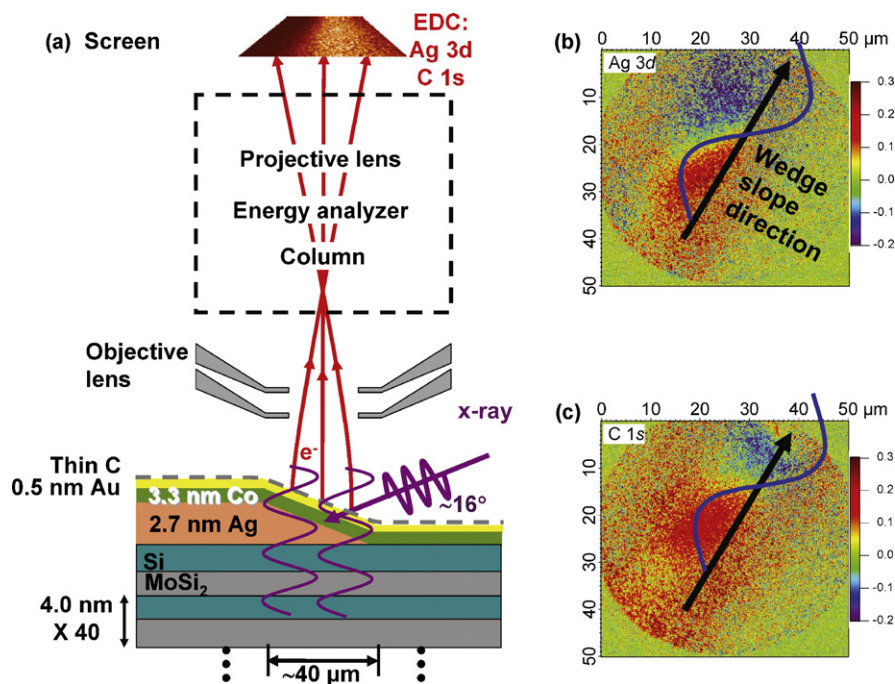 (a) Screen
EDC:
Ag 3d
C 1s
Projective lens
Energy analyzer
Column
Objective
lens
x-ray
e-
~16°
Thin C
0.5 nm Au
3.3 nm Co
2.7 nm Ag
Si
MoSi2
4.0 nm
X 40
~40 µm
(b)
0 10 20 30 40 50 µm
Ag 3d
0
10
20
30
40
50
Wedge
slope
direction
0.3
0.2
0.1
0.0
-0.1
-0.2
(c)
0 10 20 30 40 50 µm
C 1s
0
10
20
30
40
50
0.3
0.2
0.1
0.0
-0.1
-0.2